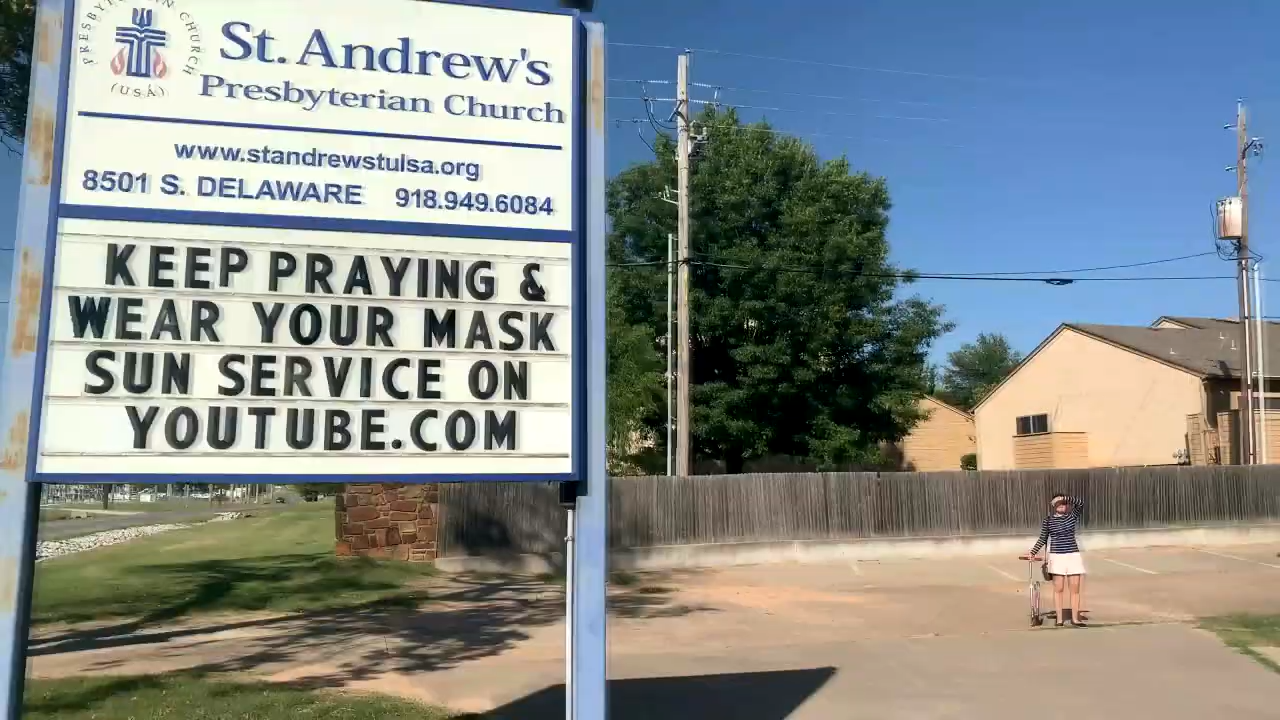 PRESBYTERIAN CHURCH
(USA)
St. Andrew's
Presbyterian Church
www.standrewstulsa.org
8501 S. DELAWARE 918.949.6084
KEEP PRAYING &
WEAR YOUR MASK
SUN SERVICE ON
YOUTUBE.COM